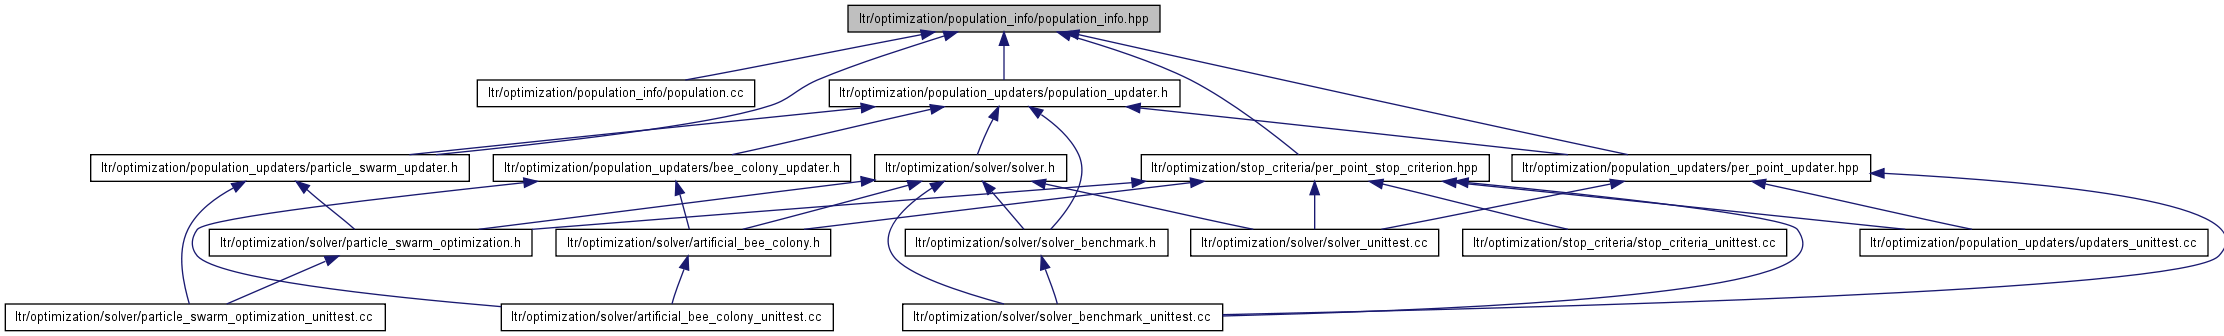 ltr/optimization/population_info/population_info.hpp
ltr/optimization/population_info/population.cc
ltr/optimization/population_updaters/population_updater.h
ltr/optimization/population_updaters/particle_swarm_updater.h
ltr/optimization/population_updaters/bee_colony_updater.h
ltr/optimization/solver/solver.h
ltr/optimization/stop_criteria/per_point_stop_criterion.hpp
ltr/optimization/population_updaters/per_point_updater.hpp
ltr/optimization/solver/particle_swarm_optimization.h
ltr/optimization/solver/artificial_bee_colony.h
ltr/optimization/solver/solver_benchmark.h
ltr/optimization/solver/solver_unittest.cc
ltr/optimization/stop_criteria/stop_criteria_unittest.cc
ltr/optimization/population_updaters/updaters_unittest.cc
ltr/optimization/solver/particle_swarm_optimization_unittest.cc
ltr/optimization/solver/artificial_bee_colony_unittest.cc
ltr/optimization/solver/solver_benchmark_unittest.cc